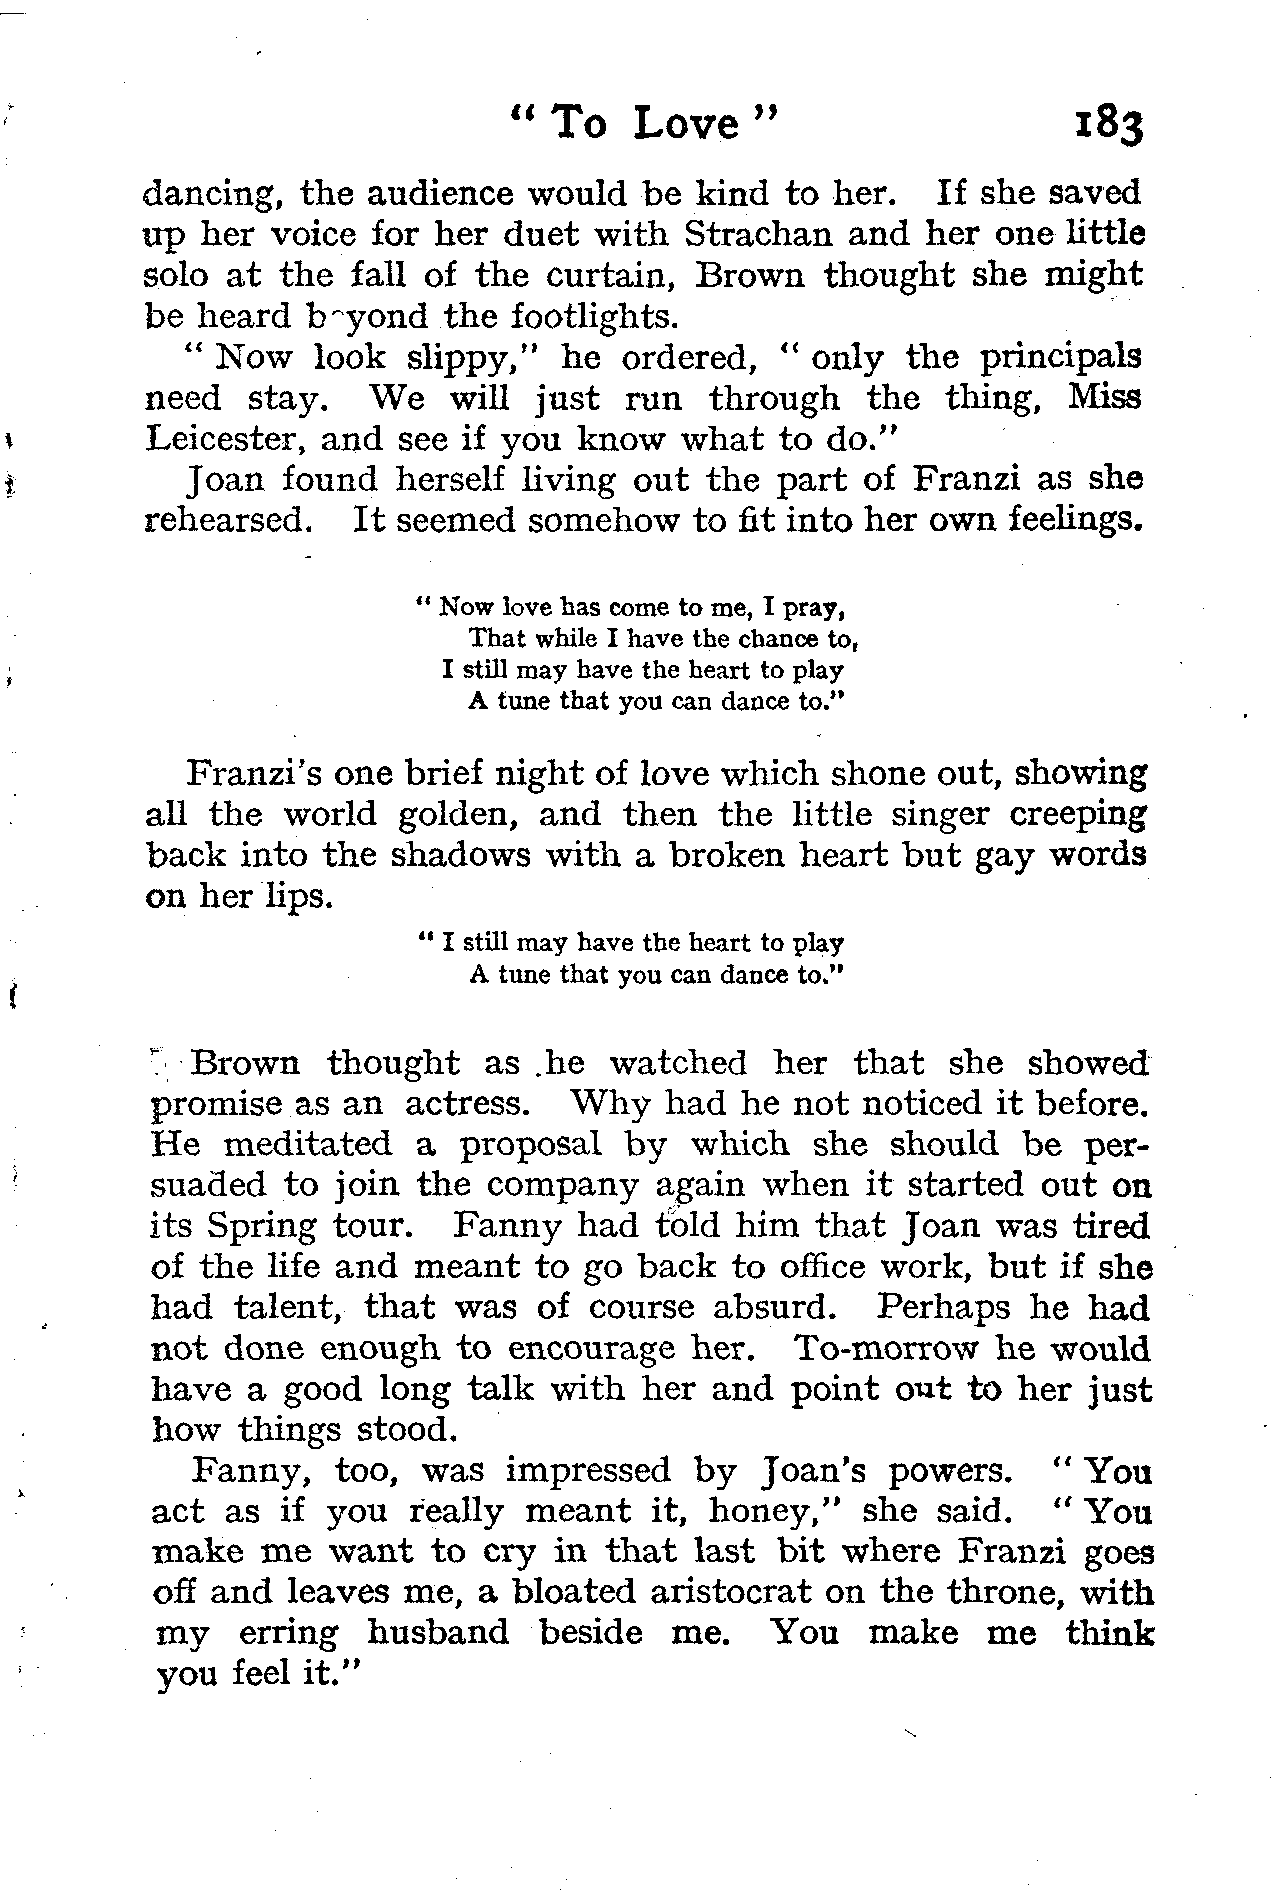 “ To Love ” 183
dancing, the audience would be kind to her. If she saved
up her voice for her duet with Strachan and her one little
solo at the fall of the curtain, Brown thought she might
be heard b-yond the footlights.
“ Now look slippy,” he ordered, “ only the principals
need stay. We will just run through the thing, Miss
Leicester, and see if you know what to do.”
Joan found herself living out the part of Franzi as she
rehearsed. It seemed somehow to fit into her own feelings.
“ Now love has come to me, I pray,
That while I have the chance to,
I still may have the heart to play
A tune that you can dance to.”
Franzi's one brief night of love which shone out, showing
all the world golden, and then the little singer creeping
back into the shadows with a broken heart but gay words
on her lips.
“ I still may have the heart to play
A tune that you can dance to.”
Brown thought as he watched her that she showed
promise as an actress. Why had he not noticed it before.
He meditated a proposal by which she should be per-
suaded to join the company again when it started out on
its Spring tour. Fanny had told him that Joan was tired
of the life and meant to go back to office work, but if she
had talent, that was of course absurd. Perhaps he had
not done enough to encourage her. To-morrow he would
have a good long talk with her and point out to her just
how things stood.
Fanny, too, was impressed by Joan's powers. “ You
act as if you really meant it, honey,” she said. “ You
make me want to cry in that last bit where Franzi goes
off and leaves me, a bloated aristocrat on the throne, with
my erring husband beside me. You make me think
you feel it.”